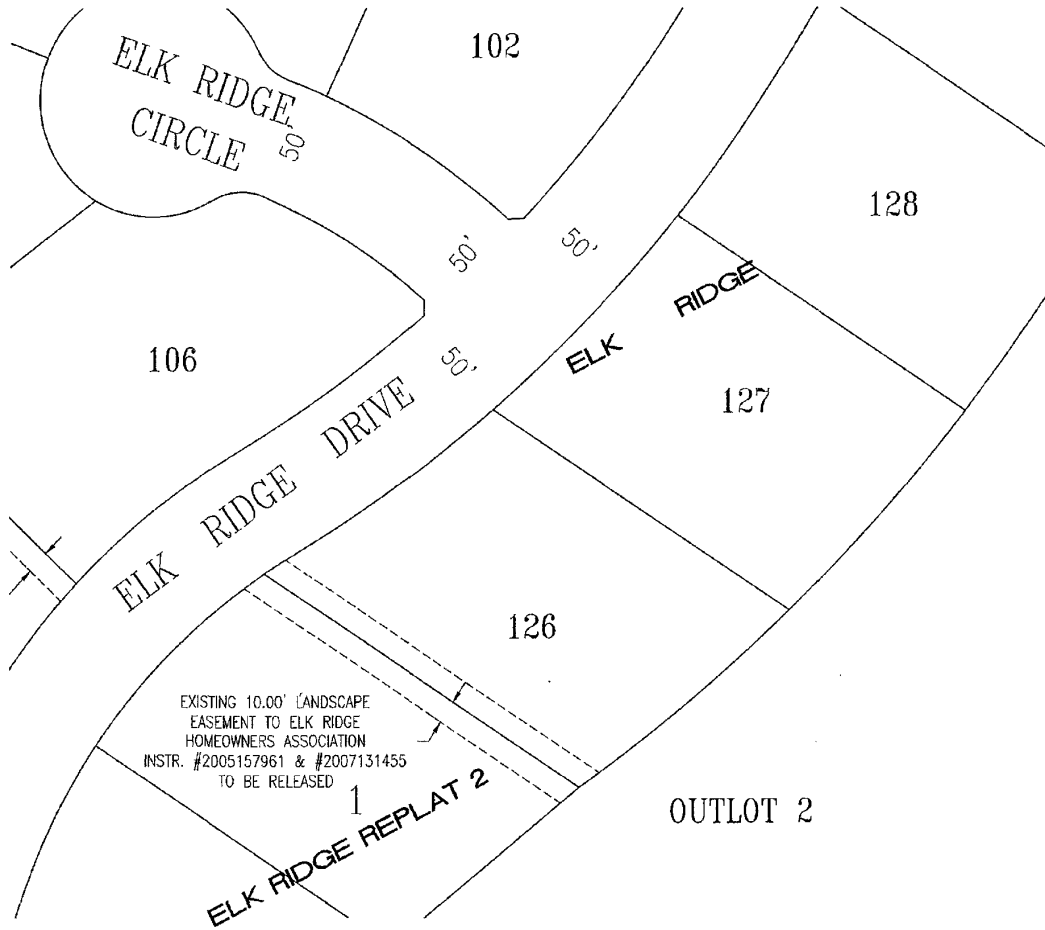 102
ELK RIDGE
CIRCLE
50'
128
50'
50'
ELK RIDGE
106
50'
127
ELK RIDGE DRIVE
126
EXISTING 10.00' LANDSCAPE
EASEMENT TO ELK RIDGE
HOMEOWNERS ASSOCIATION
INSTR. #2005157961 & #2007131455
TO BE RELEASED
1
ELK RIDGE REPLAT 2
OUTLOT 2